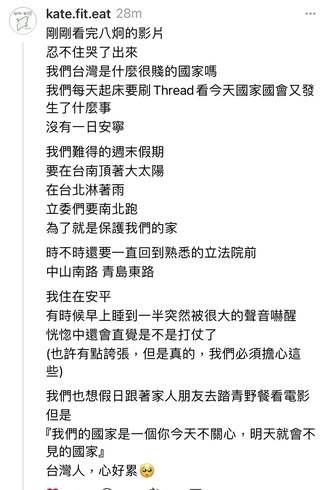 kate.fit.eat 28m
剛剛看完八炯的影片
忍不住哭了出來
我們台灣是什麼很賤的國家嗎
我們每天起床要刷 Thread 看今天國家國會又發
生了什麼事
沒有一日安寧
我們難得的週末假期
要在台南頂著大太陽
在台北淋著雨
立委們要南北跑
為了就是保護我們的家
時不時還要一直回到熟悉的立法院前
中山南路 青島東路
我住在安平
有時候早上睡到一半突然被很大的聲音嚇醒
恍惚中還會直覺是不是打仗了
(也許有點誇張，但是真的，我們必須擔心這
些)
我們也想假日跟著家人朋友去踏青野餐看電影
但是
『我們的國家是一個你今天不關心，明天就會不
見的國家』
台灣人，心好累🥺